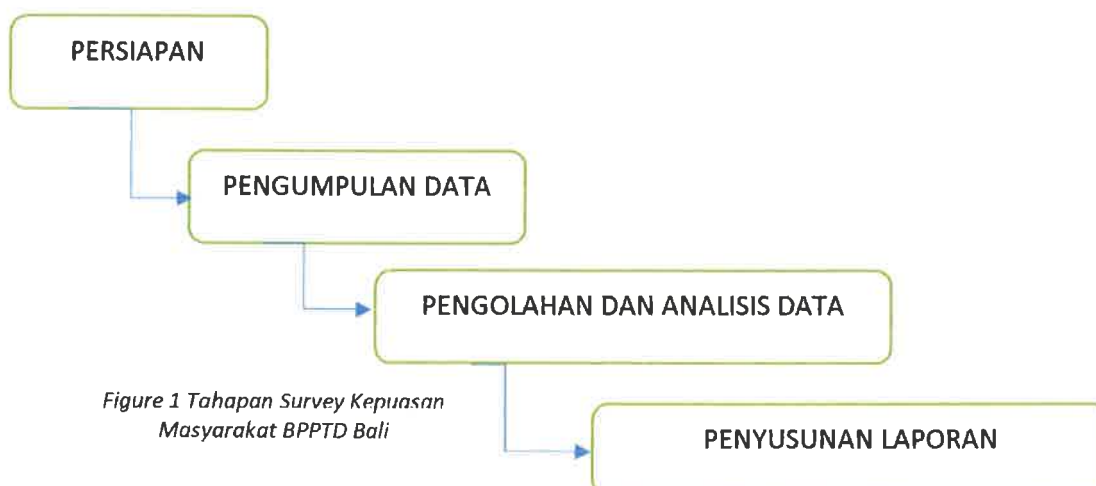 PERSIAPAN
PENGUMPULAN DATA
PENGOLAHAN DAN ANALISIS DATA
Figure 1 Tahapan Survey Kepuasan
Masyarakat BPPTD Bali
PENYUSUNAN LAPORAN